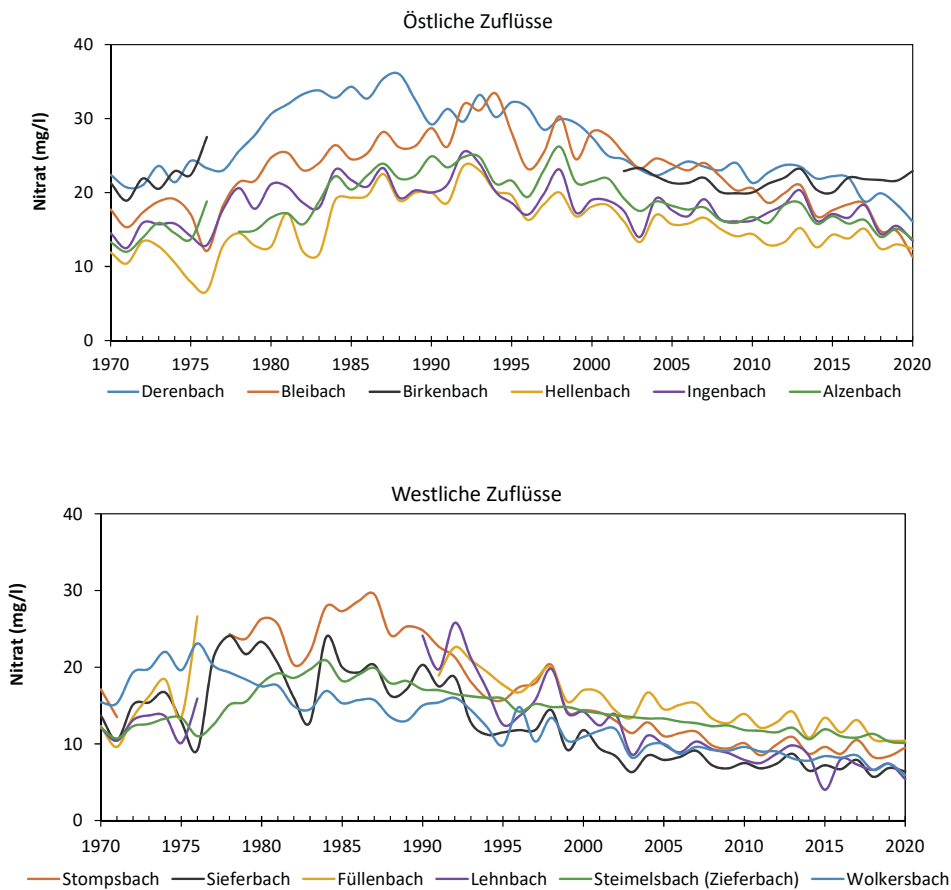 Östliche Zuflüsse
Nitrat (mg/l)
40
30
20
10
0
1970 1975 1980 1985 1990 1995 2000 2005 2010 2015 2020
Derenbach Bleibach Birkenbach Hellenbach Ingenbach Alzenbach
Westliche Zuflüsse
Nitrat (mg/l)
40
30
20
10
0
1970 1975 1980 1985 1990 1995 2000 2005 2010 2015 2020
Stompsbach Sieferbach Füllenbach Lehnbach Steimelsbach (Zieferbach) Wolkersbach